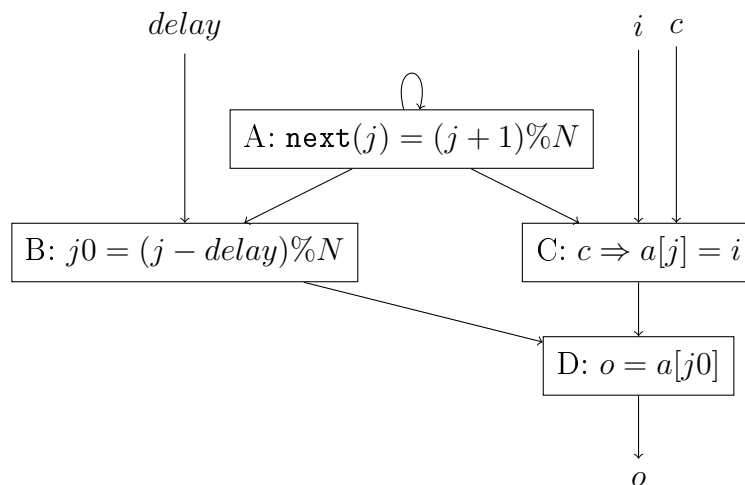 delay
i c
A: next(j) = (j + 1)%N
B: j0 = (j − delay)%N
C: c ⇒ a[j] = i
D: o = a[j0]
o